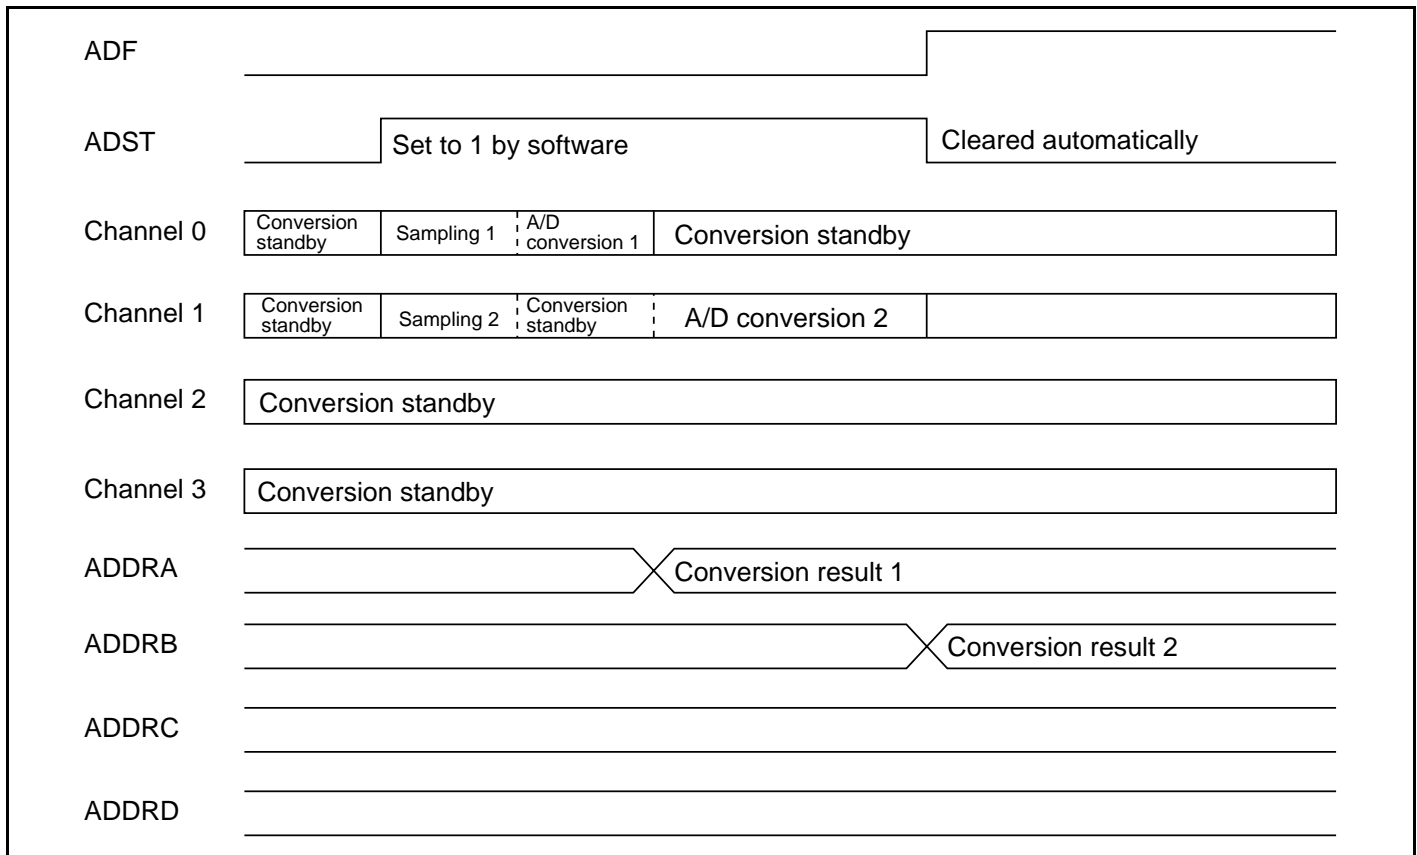 ADF
ADST
Set to 1 by software
Cleared automatically
Channel 0
Conversion
standby
Sampling 1
A/D
conversion 1
Conversion standby
Channel 1
Conversion
standby
Sampling 2
Conversion
standby
A/D conversion 2
Channel 2
Conversion standby
Channel 3
Conversion standby
ADDRA
Conversion result 1
ADDRB
Conversion result 2
ADDRC
ADDRD